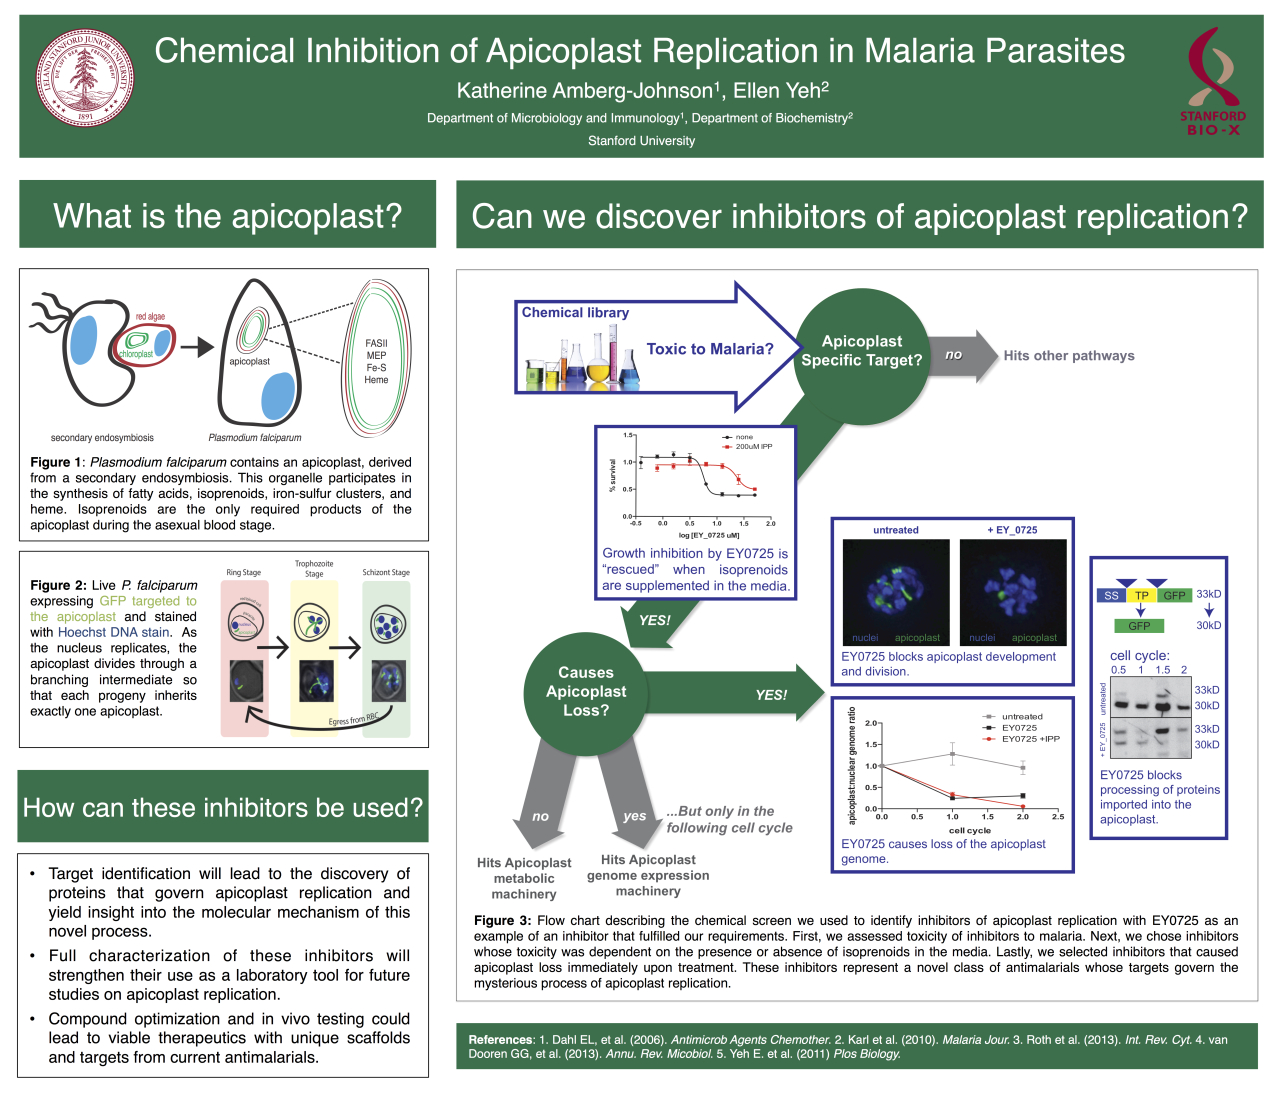 Chemical Inhibition of Apicoplast Replication in Malaria Parasites
Katherine Amberg-Johnson¹, Ellen Yeh²
Department of Microbiology and Immunology¹, Department of Biochemistry²
Stanford University
LELAND STANFORD JUNIOR UNIVERSITY
1891
STANFORD
BIO-X
What is the apicoplast?
red algae
chloroplast
apicoplast
FASII
MEP
Fe-S
Heme
secondary endosymbiosis
Plasmodium falciparum
Figure 1: Plasmodium falciparum contains an apicoplast, derived
from a secondary endosymbiosis. This organelle participates in
the synthesis of fatty acids, isoprenoids, iron-sulfur clusters, and
heme. Isoprenoids are the only required products of the
apicoplast during the asexual blood stage.
Figure 2: Live P. falciparum
expressing GFP targeted to
the apicoplast and stained
with Hoechst DNA stain. As
the nucleus replicates, the
apicoplast divides through a
branching intermediate so
that each progeny inherits
exactly one apicoplast.
Ring Stage
Trophozoite
Stage
Schizont Stage
Egress from RBC
How can these inhibitors be used?
• Target identification will lead to the discovery of
proteins that govern apicoplast replication and
yield insight into the molecular mechanism of this
novel process.
• Full characterization of these inhibitors will
strengthen their use as a laboratory tool for future
studies on apicoplast replication.
• Compound optimization and in vivo testing could
lead to viable therapeutics with unique scaffolds
and targets from current antimalarials.
Can we discover inhibitors of apicoplast replication?
Chemical library
Toxic to Malaria?
Apicoplast
Specific Target?
no
Hits other pathways
% survival
1.5
1.0
0.5
0.0
-0.5 0.0 0.5 1.0 1.5 2.0
log [EY_0725 uM]
none
200uM IPP
Growth inhibition by EY0725 is
“rescued” when isoprenoids
are supplemented in the media.
YES!
Causes
Apicoplast
Loss?
YES!
no
yes
...But only in the
following cell cycle
Hits Apicoplast
metabolic
machinery
Hits Apicoplast
genome expression
machinery
untreated
+ EY_0725
nuclei apicoplast
nuclei apicoplast
EY0725 blocks apicoplast development
and division.
apicoplast:nuclear genome ratio
2.0
1.5
1.0
0.5
0.0
0.0 0.5 1.0 1.5 2.0 2.5
cell cycle
untreated
EY0725
EY0725 +IPP
EY0725 causes loss of the apicoplast
genome.
SS TP GFP 33kD
GFP 30kD
cell cycle:
0.5 1 1.5 2
untreated
33kD
30kD
+ EY_0725
33kD
30kD
EY0725 blocks
processing of proteins
imported into the
apicoplast.
Figure 3: Flow chart describing the chemical screen we used to identify inhibitors of apicoplast replication with EY0725 as an
example of an inhibitor that fulfilled our requirements. First, we assessed toxicity of inhibitors to malaria. Next, we chose inhibitors
whose toxicity was dependent on the presence or absence of isoprenoids in the media. Lastly, we selected inhibitors that caused
apicoplast loss immediately upon treatment. These inhibitors represent a novel class of antimalarials whose targets govern the
mysterious process of apicoplast replication.
References: 1. Dahl EL, et al. (2006). Antimicrob Agents Chemother. 2. Karl et al. (2010). Malaria Jour. 3. Roth et al. (2013). Int. Rev. Cyt. 4. van
Dooren GG, et al. (2013). Annu. Rev. Micobiol. 5. Yeh E. et al. (2011) Plos Biology.